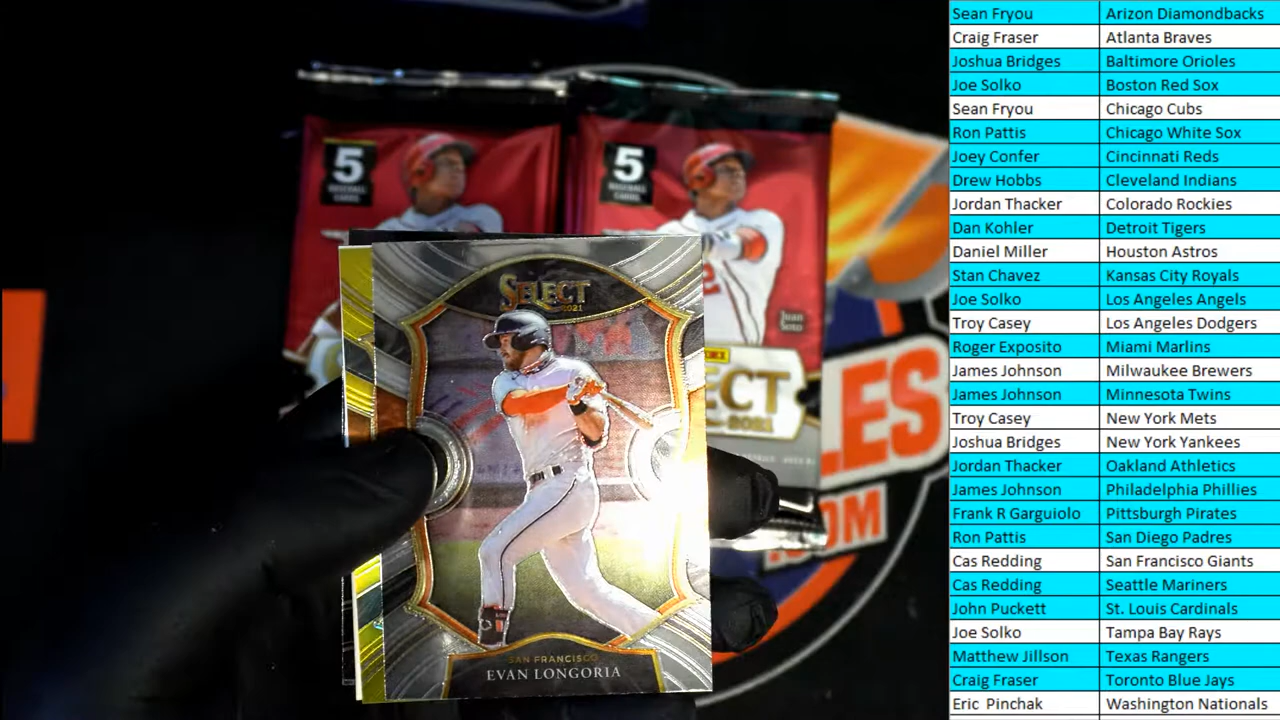 5
BASEBALL
CARDS
5
BASEBALL
CARDS
Juan
Soto
ECT
2021
LES
.COM
SELECT
2021
SAN FRANCISCO
EVAN LONGORIA
Sean Fryou Arizon Diamondbacks
Craig Fraser Atlanta Braves
Joshua Bridges Baltimore Orioles
Joe Solko Boston Red Sox
Sean Fryou Chicago Cubs
Ron Pattis Chicago White Sox
Joey Confer Cincinnati Reds
Drew Hobbs Cleveland Indians
Jordan Thacker Colorado Rockies
Dan Kohler Detroit Tigers
Daniel Miller Houston Astros
Stan Chavez Kansas City Royals
Joe Solko Los Angeles Angels
Troy Casey Los Angeles Dodgers
Roger Exposito Miami Marlins
James Johnson Milwaukee Brewers
James Johnson Minnesota Twins
Troy Casey New York Mets
Joshua Bridges New York Yankees
Jordan Thacker Oakland Athletics
James Johnson Philadelphia Phillies
Frank R Garguiolo Pittsburgh Pirates
Ron Pattis San Diego Padres
Cas Redding San Francisco Giants
Cas Redding Seattle Mariners
John Puckett St. Louis Cardinals
Joe Solko Tampa Bay Rays
Matthew Jillson Texas Rangers
Craig Fraser Toronto Blue Jays
Eric Pinchak Washington Nationals